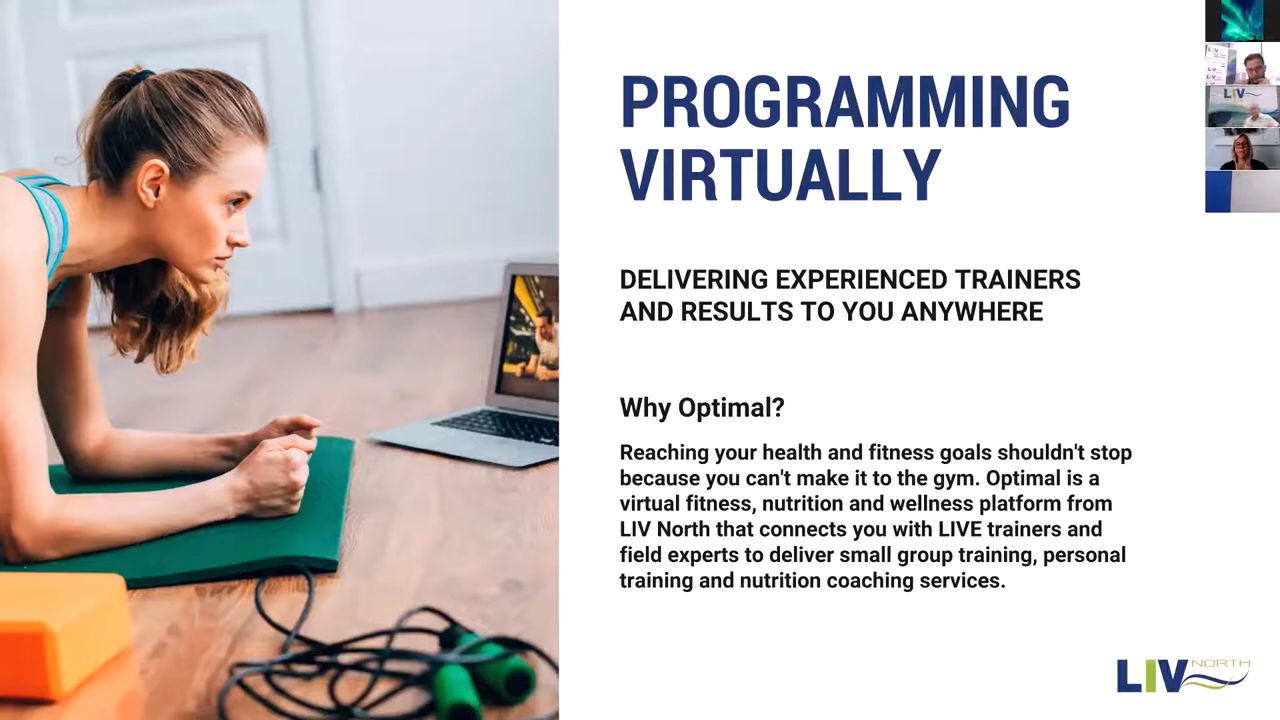 PROGRAMMING
VIRTUALLY
DELIVERING EXPERIENCED TRAINERS
AND RESULTS TO YOU ANYWHERE
Why Optimal?
Reaching your health and fitness goals shouldn't stop
because you can't make it to the gym. Optimal is a
virtual fitness, nutrition and wellness platform from
LIV North that connects you with LIVE trainers and
field experts to deliver small group training, personal
training and nutrition coaching services.
LIV NORTH
LIV